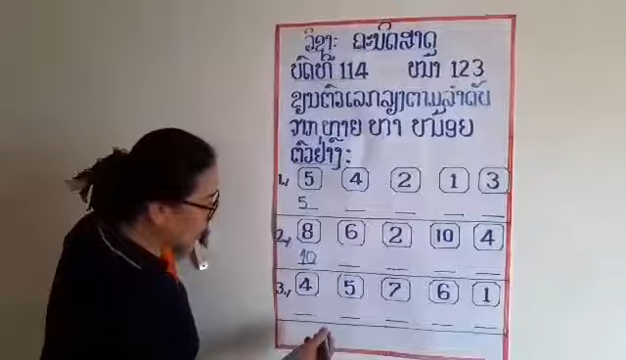 ວິຊາ: ຄະນິດສາດ
ບົດທີ 114 ໜ້າ 123
ຂຽນຕົວເລກລຽງຕາມລຳດັບ
ຈາກ ຫຼາຍ ຫາ ໜ້ອຍ
ຕົວຢ່າງ:
1, 5 4 2 1 3
5
2, 8 6 2 10 4
10
3, 4 5 7 6 1